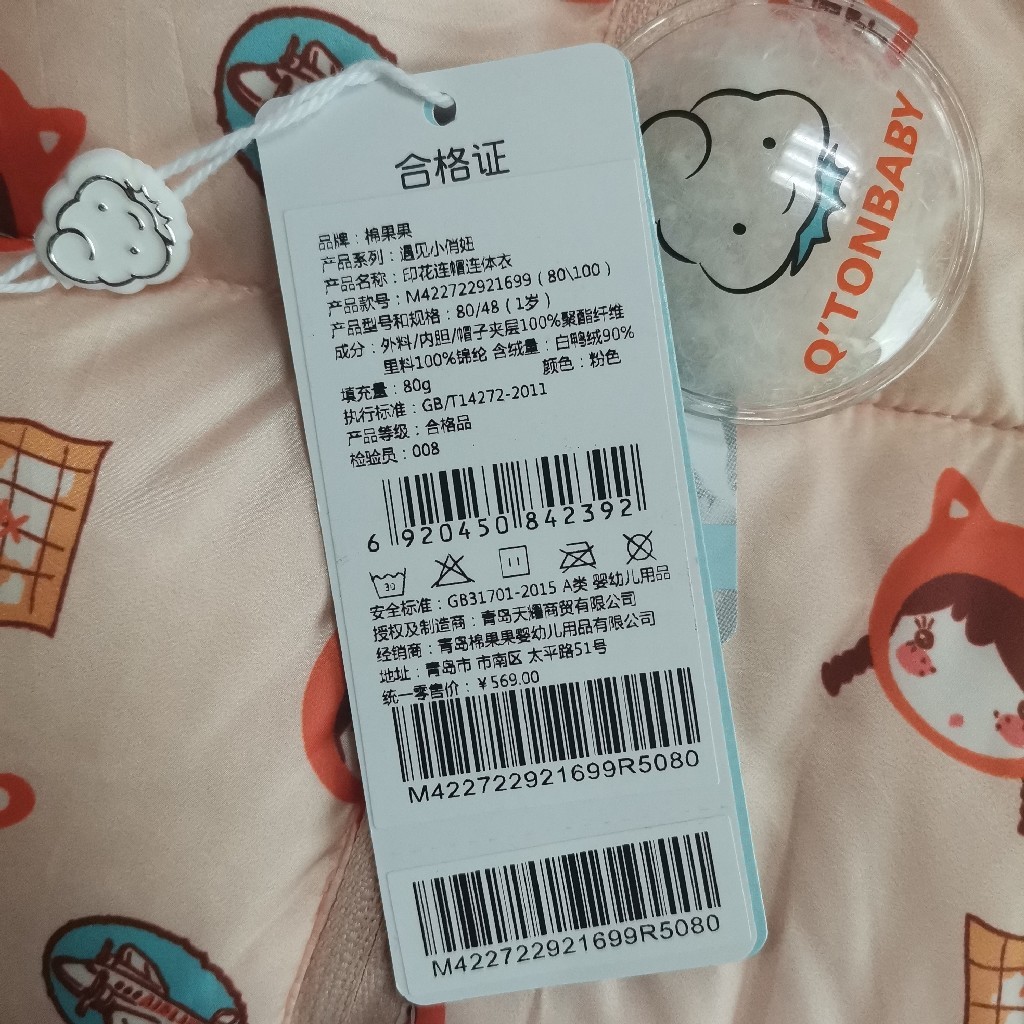 合格证
品牌：棉果果
产品系列：遇见小俏妞
产品名称：印花连帽连体衣
产品款号：M422722921699（80\100）
产品型号和规格：80/48（1岁）
成分：外料/内胆/帽子夹层100%聚酯纤维
里料100%锦纶 含绒量：白鸭绒90%
填充量：80g 颜色：粉色
执行标准：GB/T14272-2011
产品等级：合格品
检验员：008
6 920450 842392
30
安全标准：GB31701-2015 A类 婴幼儿用品
授权及制造商：青岛天耀商贸有限公司
经销商：青岛棉果果婴幼儿用品有限公司
地址：青岛市 市南区 太平路51号
统一零售价：￥569.00
M422722921699R5080
M422722921699R5080
Q'TONBABY